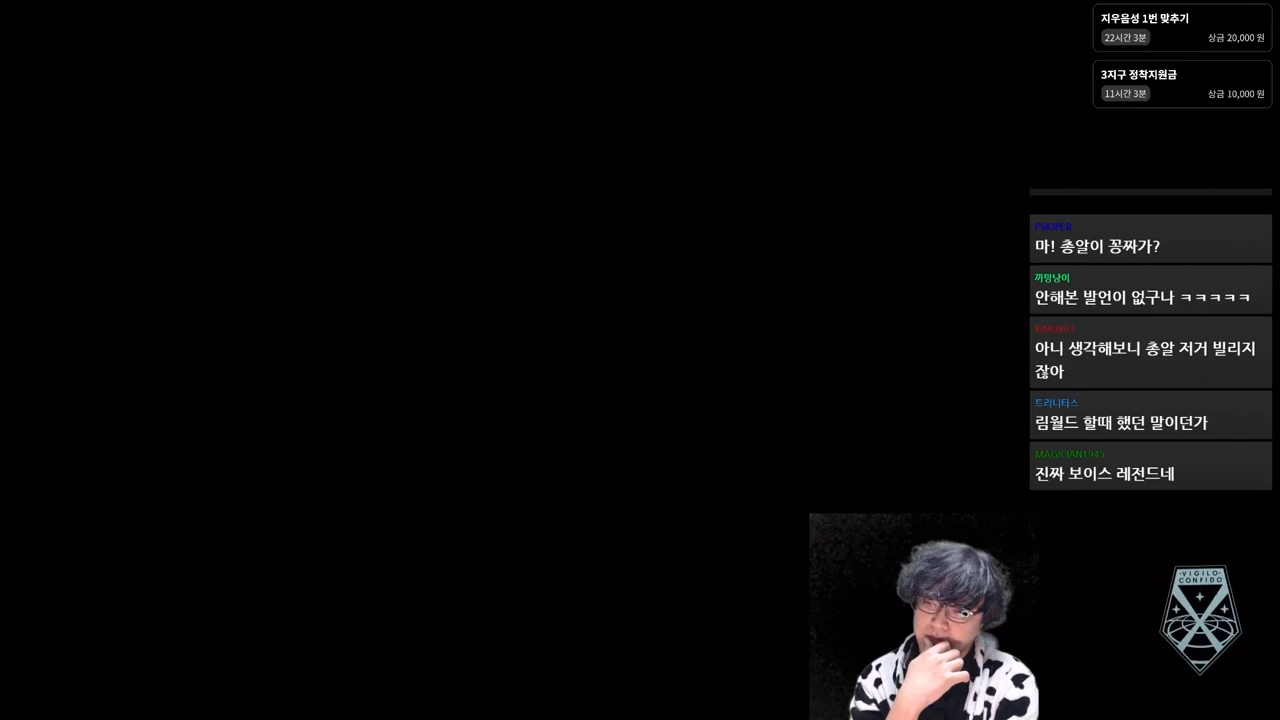 지우음성 1번 맞추기
22시간 3분
상금 20,000 원
3지구 정착지원금
11시간 3분
상금 10,000 원
PSIOPER
마! 총알이 꽁짜가?
까망냥이
안해본 발언이 없구나 ㅋㅋㅋㅋㅋ
아니 생각해보니 총알 저거 빌리지
잖아
트리니타스
림월드 할때 했던 말이던가
MAGICIAN1945
진짜 보이스 레전드네
·VIGILO·
CONFIDO